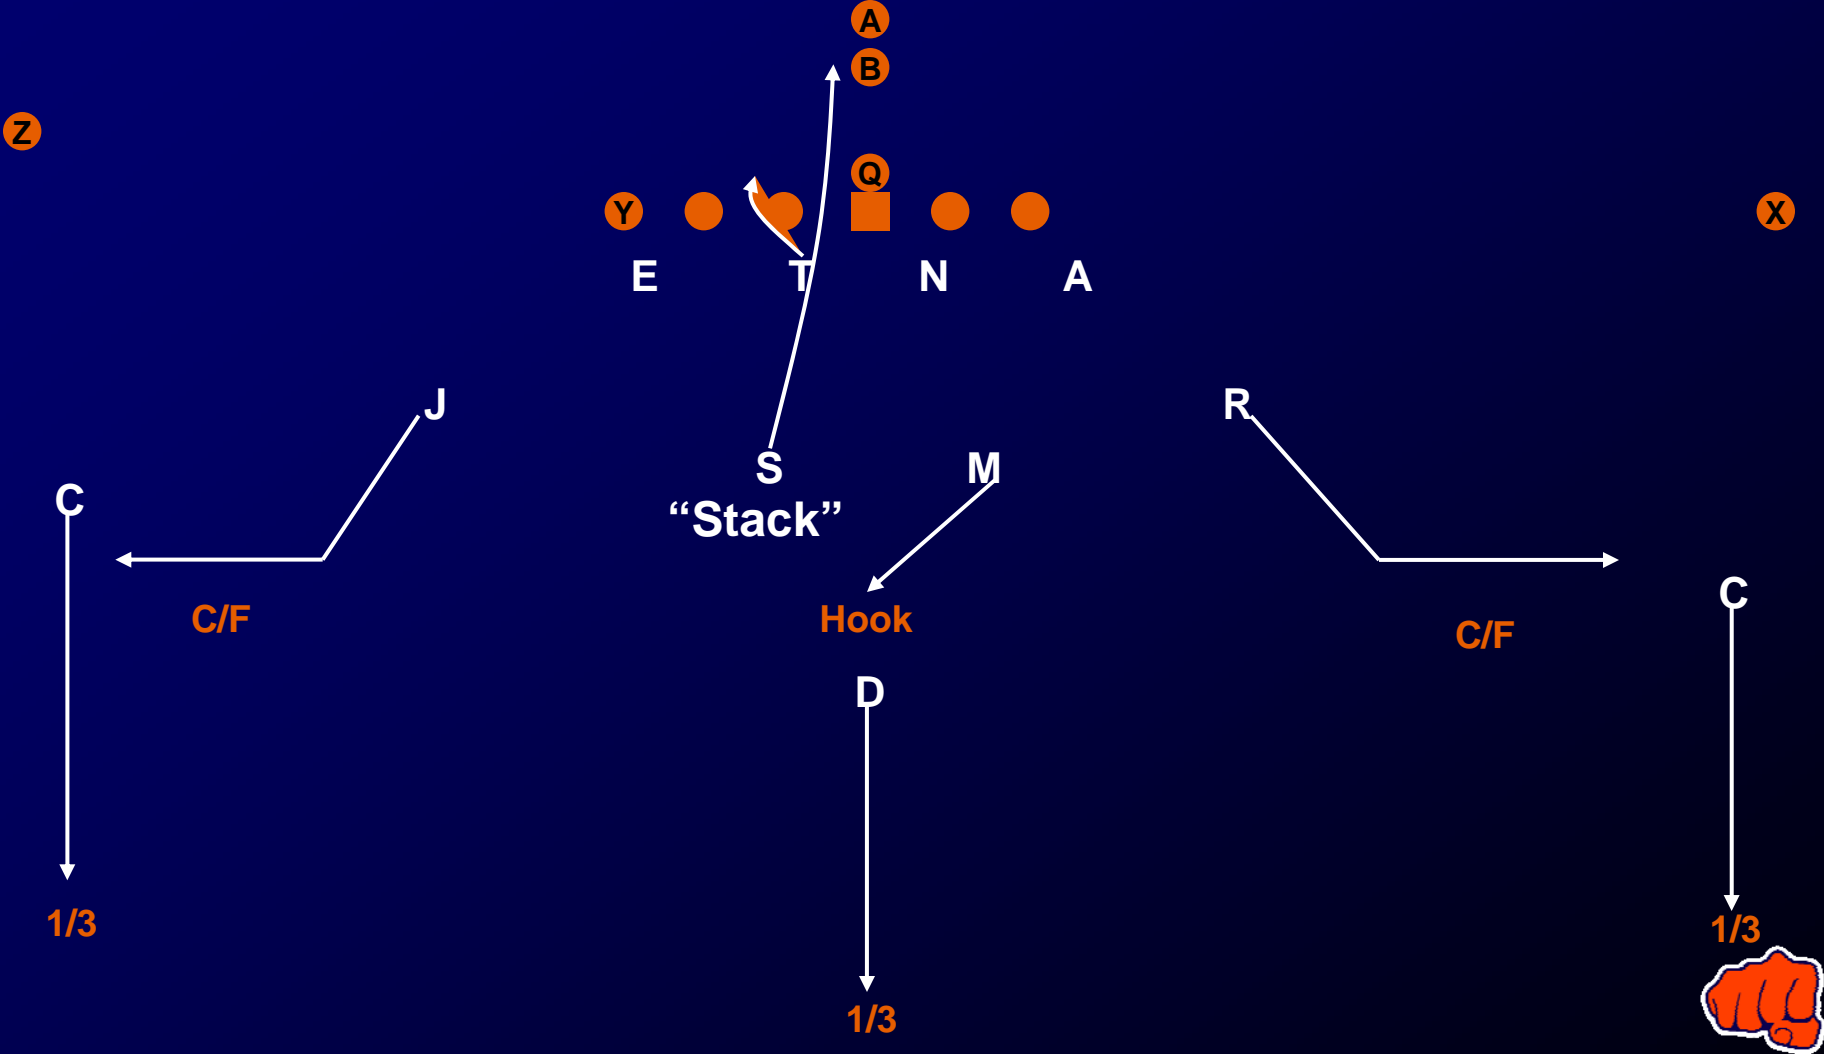 A
B
Z
Q
Y
X
E T N A
J R
S M
C
“Stack”
C
C/F Hook C/F
D
1/3 1/3
1/3